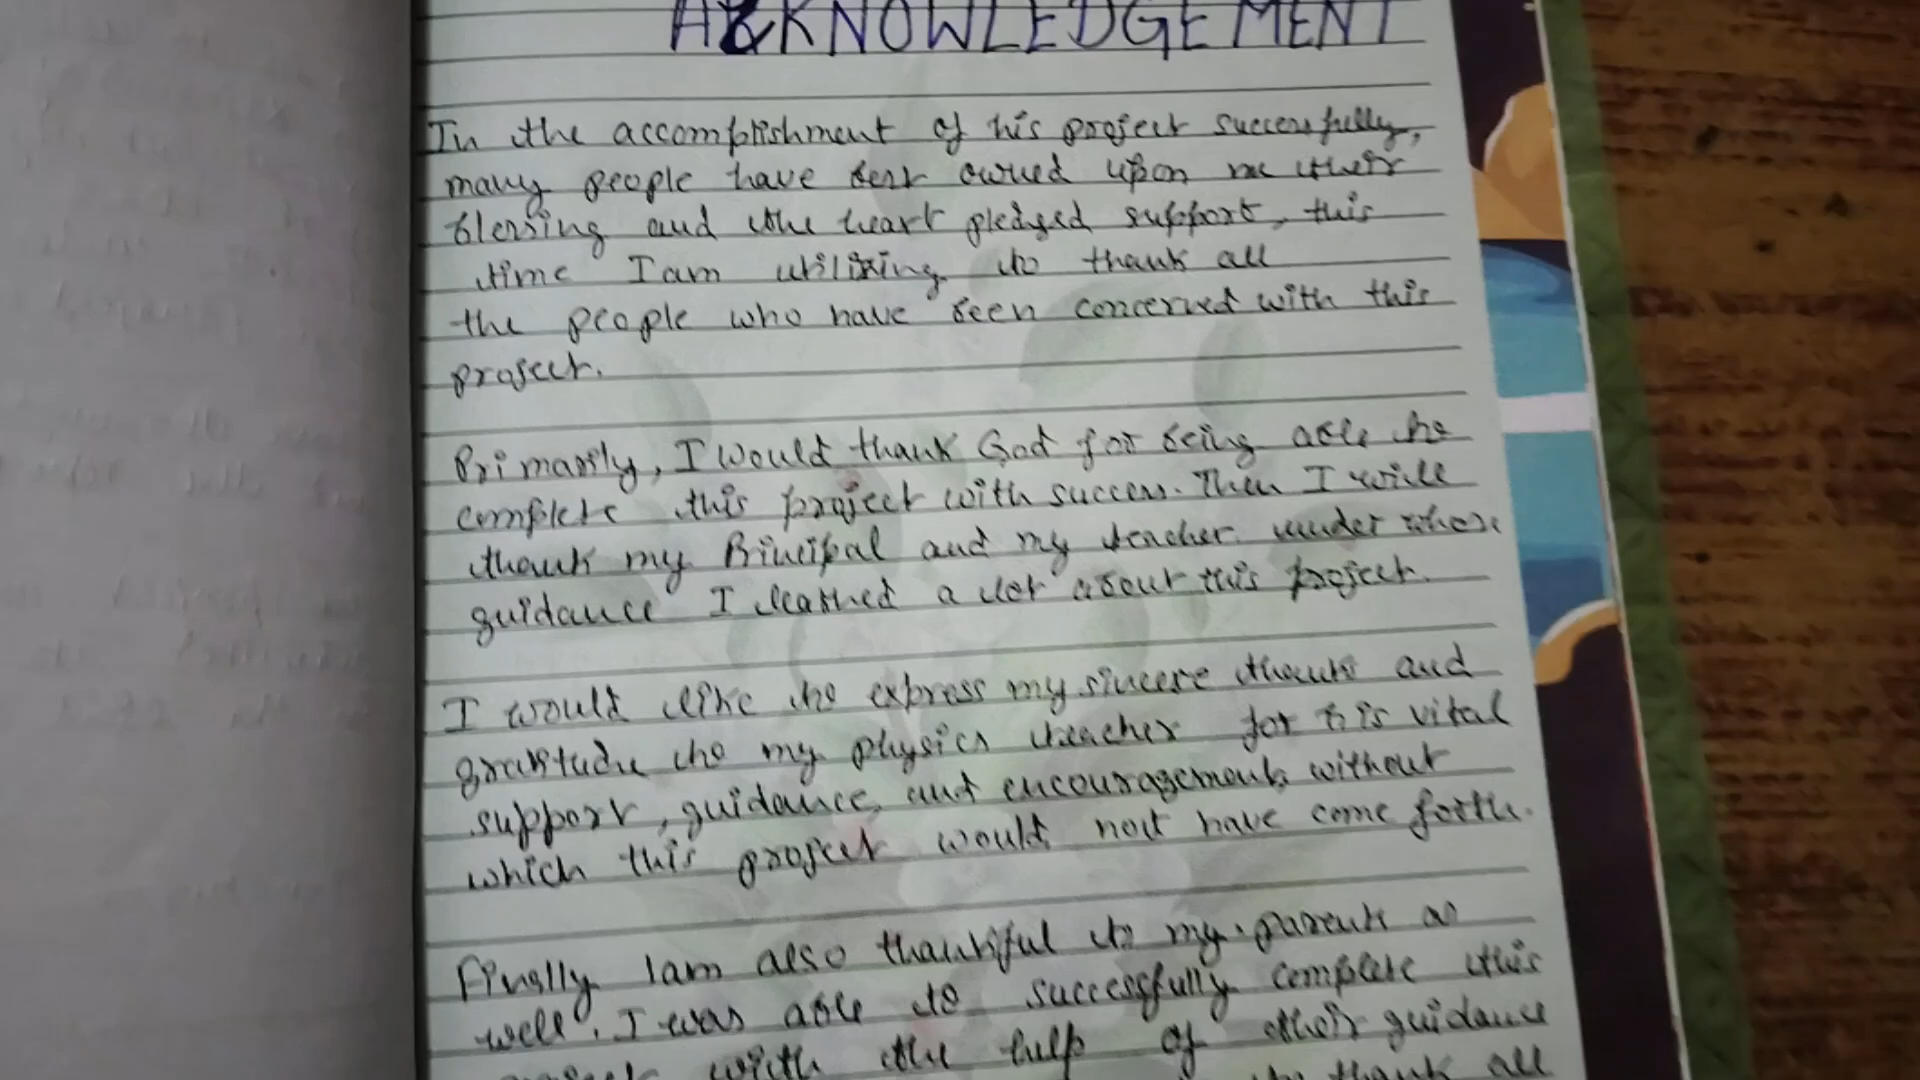 ACKNOWLEDGEMENT
In the accomplishment of his project successfully,
many people have best owned upon me their
blessing and the heart pledged support, this
time I am utilizing to thank all
the people who have been concerned with this
project.
Primarily, I would thank God for being able to
complete this project with success. Then I will
thank my Principal and my teacher under whose
guidance I learned a lot about this project.
I would like to express my sincere thanks and
gratitude to my physics teacher for his vital
support, guidance, and encouragement, without
which this project would not have come forth.
Finally I am also thankful to my parents as
well. I was able to successfully complete this
with the help of their guidance
thank all